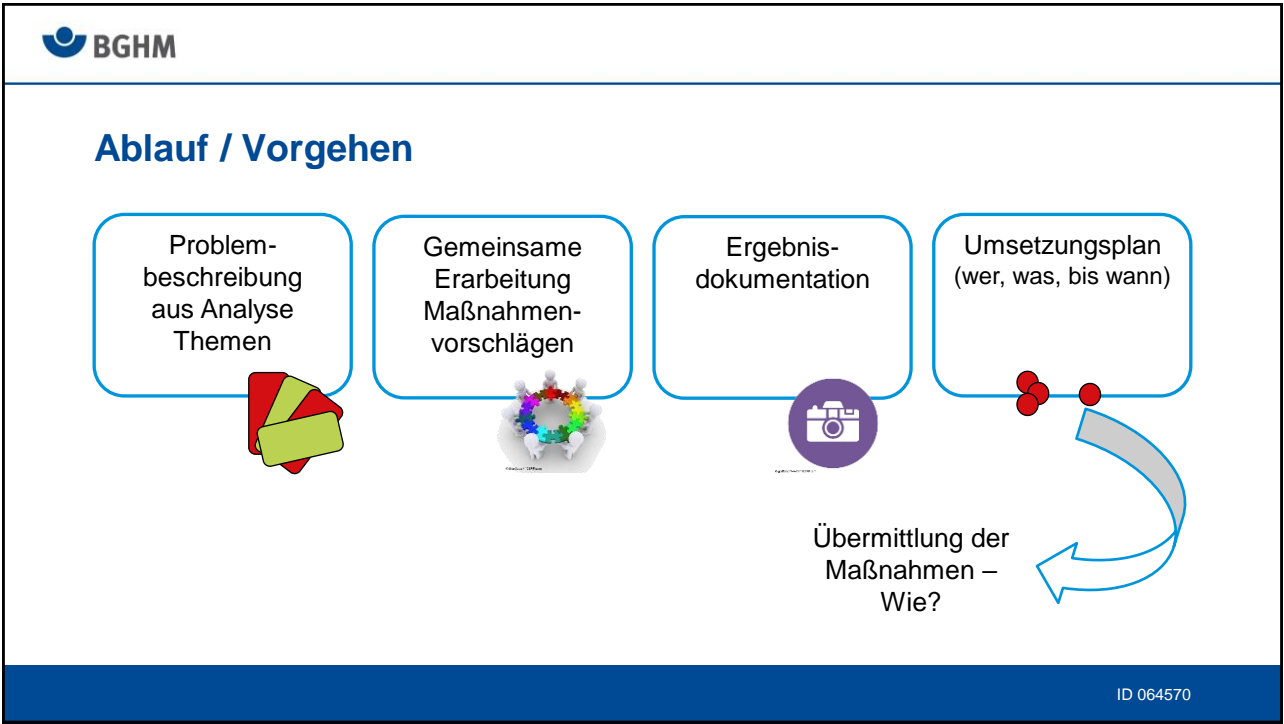 BGHM
Ablauf / Vorgehen
Problem-
beschreibung
aus Analyse
Themen
Gemeinsame
Erarbeitung
Maßnahmen-
vorschlägen
Ergebnis-
dokumentation
Umsetzungsplan
(wer, was, bis wann)
Übermittlung der
Maßnahmen –
Wie?
ID 064570